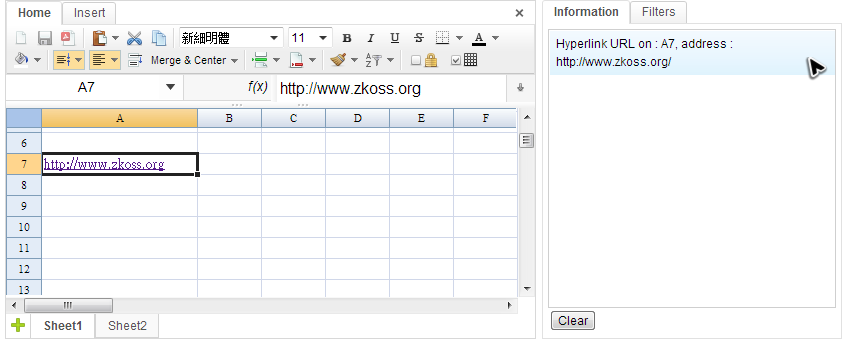 Home Insert
新細明體 11 B I U S A
Merge & Center
A7 f(x) http://www.zkoss.org
A B C D E F
6
7 http://www.zkoss.org
8
9
10
11
12
13
Sheet1 Sheet2
Information Filters
Hyperlink URL on : A7, address :
http://www.zkoss.org/
Clear